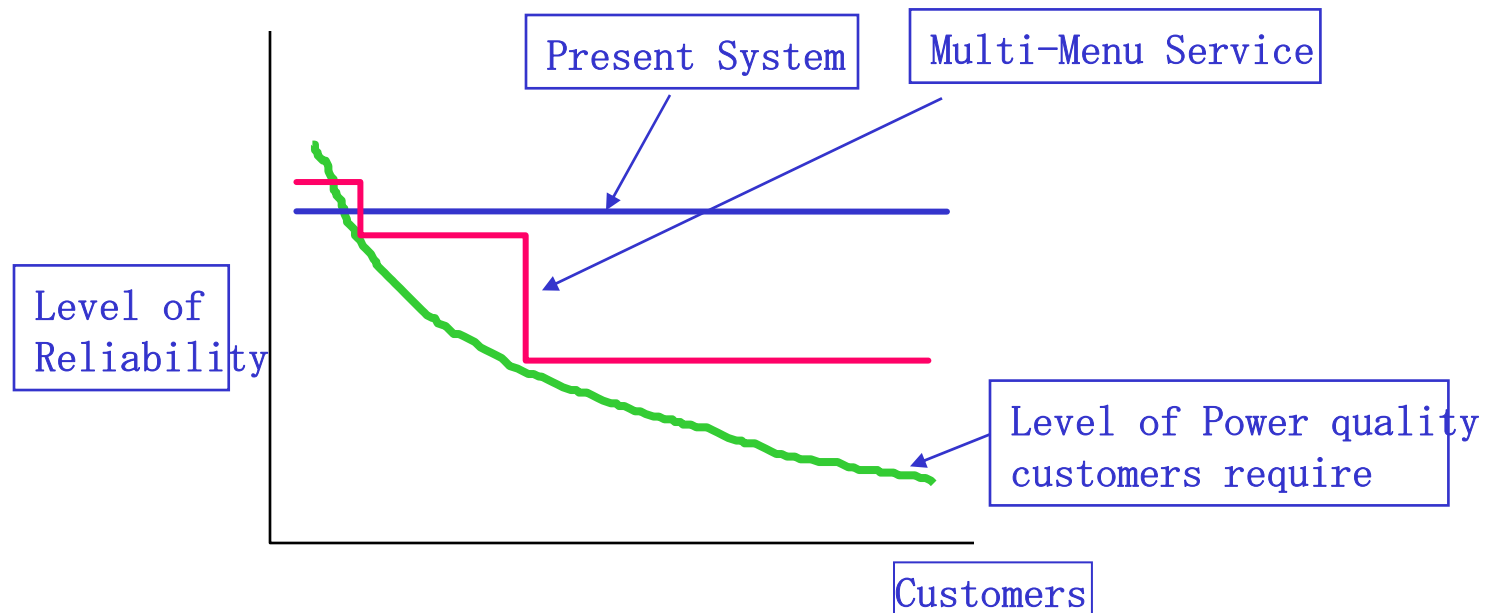 Present System
Multi-Menu Service
Level of
Reliability
Level of Power quality
customers require
Customers